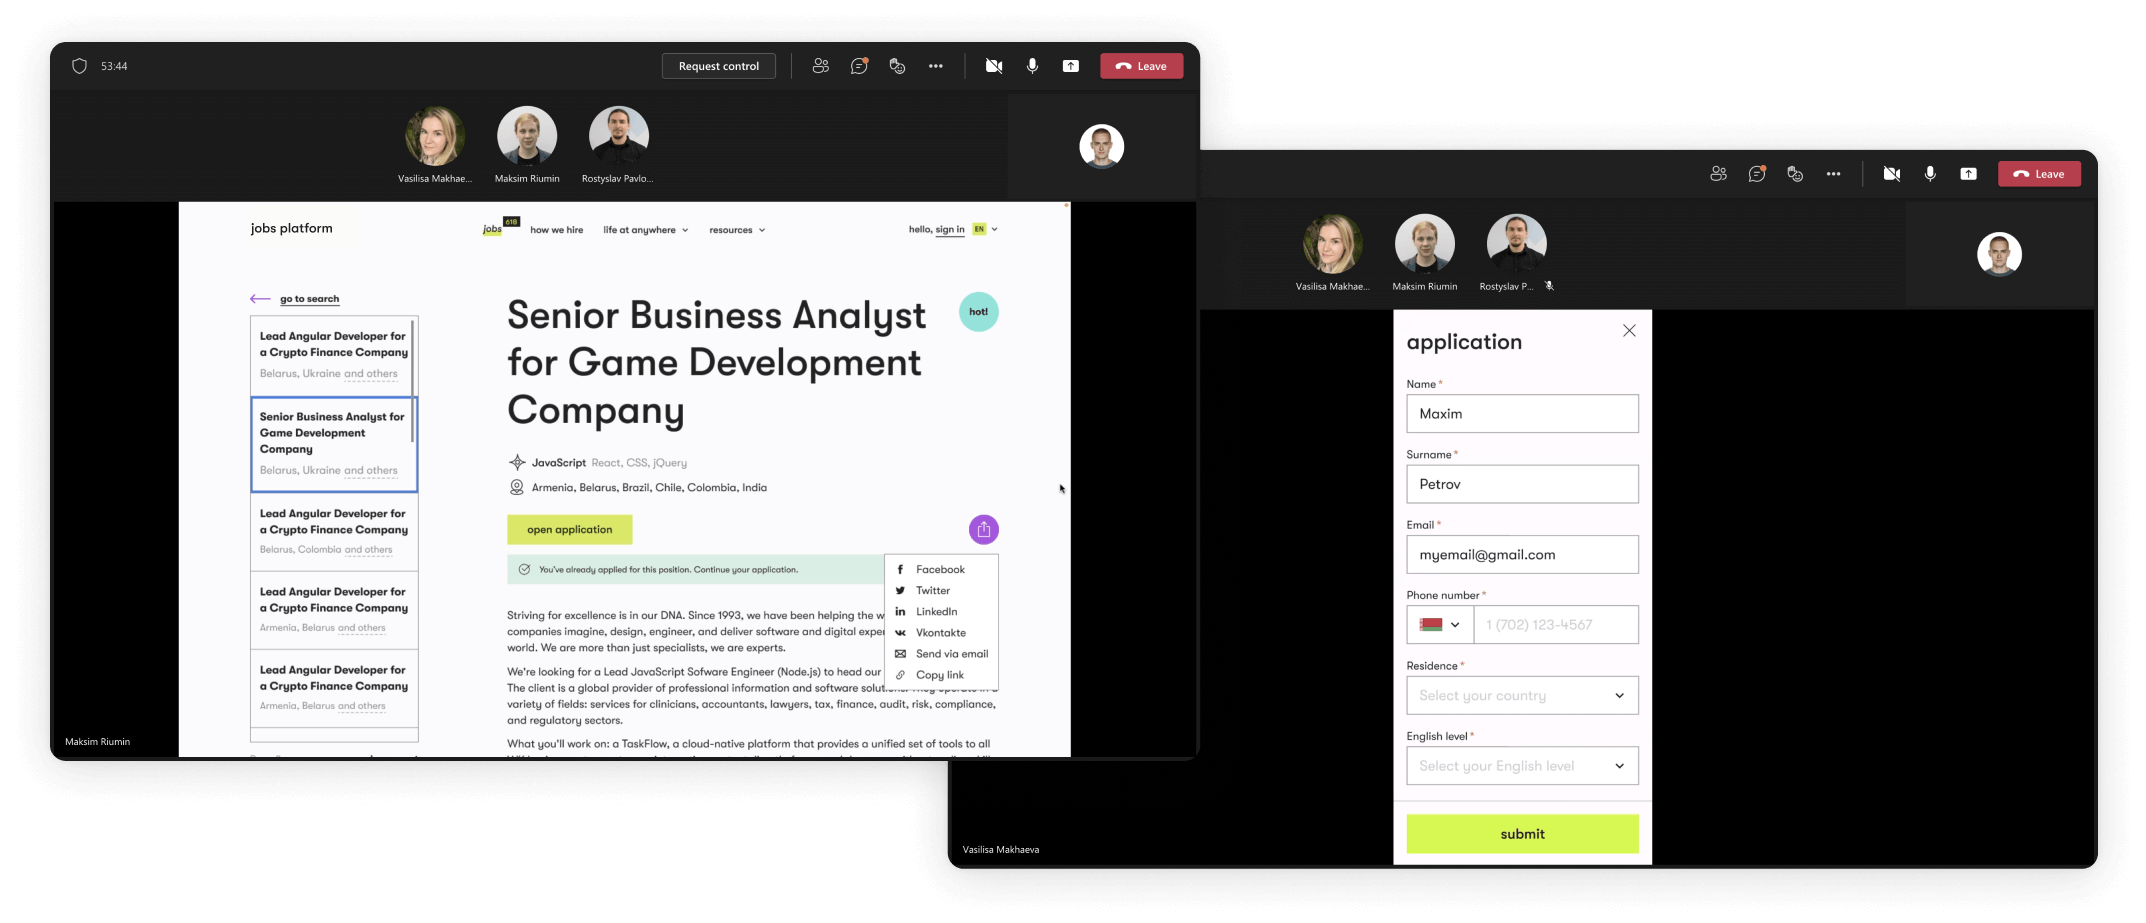 53:44
Request control
Leave
Vasilisa Makhae...
Maksim Riumin
Rostyslav Pavlo...
jobs platform
jobs
618
how we hire
life at anywhere
resources
hello, sign in
EN
go to search
Lead Angular Developer for
a Crypto Finance Company
Belarus, Ukraine and others
Senior Business Analyst for
Game Development
Company
Belarus, Ukraine and others
Lead Angular Developer for
a Crypto Finance Company
Belarus, Colombia and others
Lead Angular Developer for
a Crypto Finance Company
Armenia, Belarus and others
Lead Angular Developer for
a Crypto Finance Company
Armenia, Belarus and others
Senior Business Analyst
for Game Development
Company
hot!
JavaScript React, CSS, jQuery
Armenia, Belarus, Brazil, Chile, Colombia, India
open application
You've already applied for this position. Continue your application.
Facebook
Twitter
LinkedIn
Vkontakte
Send via email
Copy link
Striving for excellence is in our DNA. Since 1993, we have been helping the w
companies imagine, design, engineer, and deliver software and digital exper
world. We are more than just specialists, we are experts.
We're looking for a Lead JavaScript Sofware Engineer (Node.js) to head our
The client is a global provider of professional information and software solutions. They operate in a
variety of fields: services for clinicians, accountants, lawyers, tax, finance, audit, risk, compliance,
and regulatory sectors.
What you'll work on: a TaskFlow, a cloud-native platform that provides a unified set of tools to all
Maksim Riumin
Leave
Vasilisa Makhae...
Maksim Riumin
Rostyslav P...
application
Name*
Maxim
Surname*
Petrov
Email*
myemail@gmail.com
Phone number*
1 (702) 123-4567
Residence*
Select your country
English level*
Select your English level
submit
Vasilisa Makhaeva